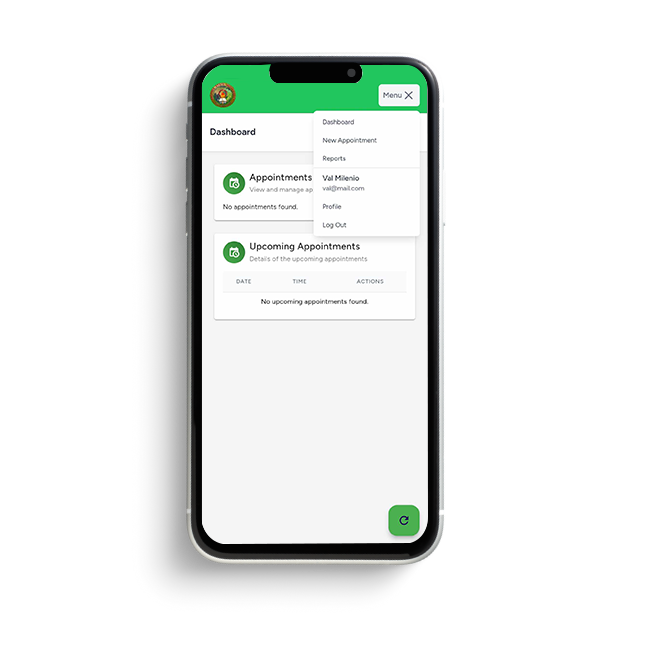 Menu
Dashboard
Dashboard
New Appointment
Reports
Val Milenio
val@mail.com
Profile
Log Out
Appointments
View and manage ap
No appointments found.
Upcoming Appointments
Details of the upcoming appointments
DATE TIME ACTIONS
No upcoming appointments found.